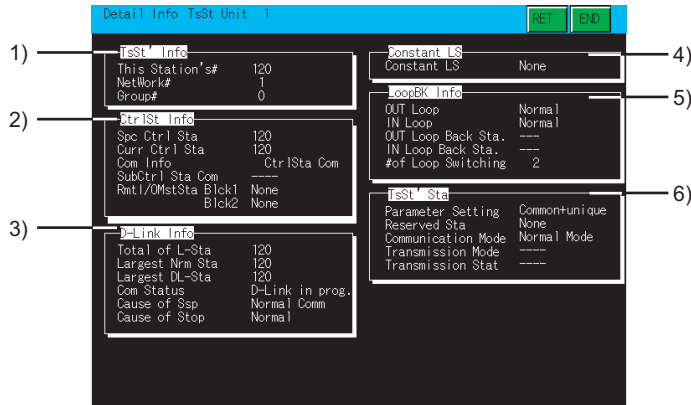 Detail Info TsSt Unit 1
RET END
1)
TsSt' Info
This Station's# 120
NetWork# 1
Group# 0
2)
CtrlSt Info
Spc Ctrl Sta 120
Curr Ctrl Sta 120
Com Info CtrlSta Com
SubCtrl Sta Com ----
Rmtl/OMstSta Blck1 None
Blck2 None
3)
D-Link Info
Total of L-Sta 120
Largest Nrm Sta 120
Largest DL-Sta 120
Com Status D-Link in prog.
Cause of Ssp Normal Comm
Cause of Stop Normal
4)
Constant LS
Constant LS None
5)
LoopBK Info
OUT Loop Normal
IN Loop Normal
OUT Loop Back Sta. ---
IN Loop Back Sta. ---
#of Loop Switching 2
6)
TsSt' Sta
Parameter Setting Common+unique
Reserved Sta None
Communication Mode Normal Mode
Transmission Mode ----
Transmission Stat ----